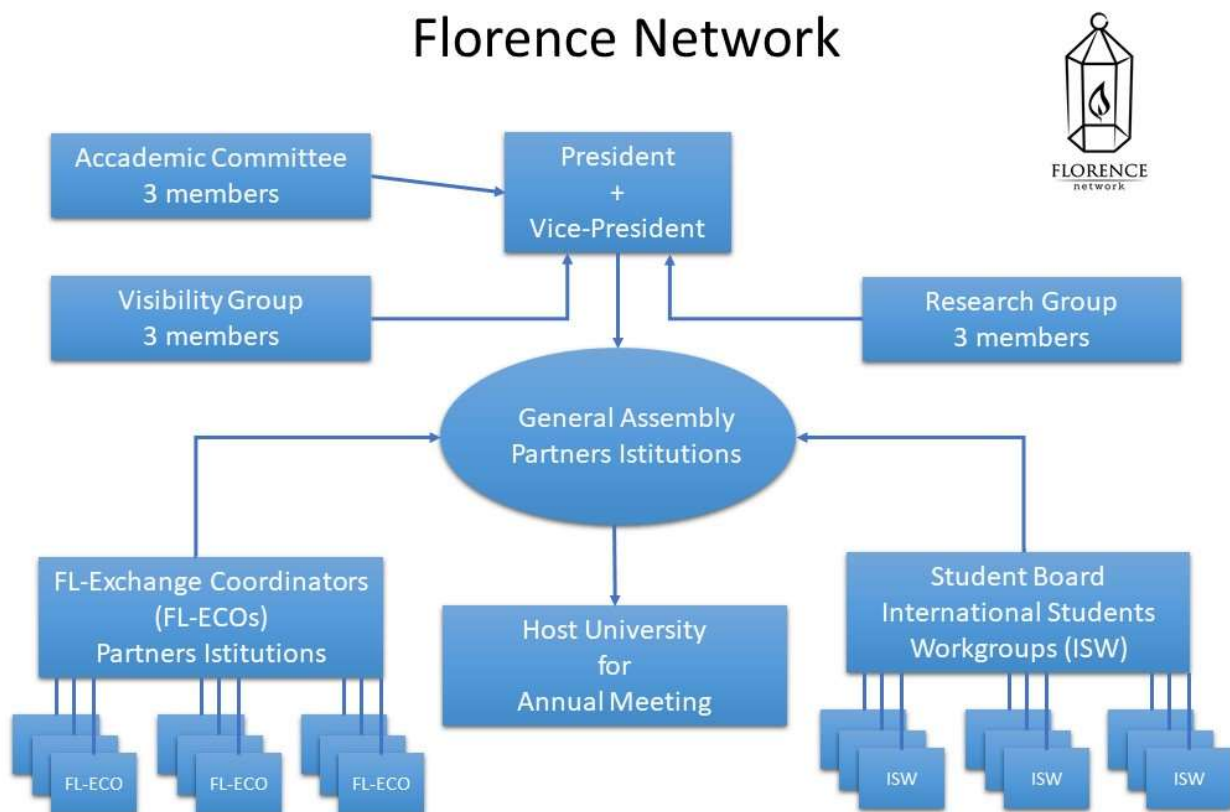 Florence Network
FLORENCE
network
Accademic Committee
3 members
President
+
Vice-President
Visibility Group
3 members
Research Group
3 members
General Assembly
Partners Istitutions
FL-Exchange Coordinators
(FL-ECOs)
Partners Istitutions
Host University
for
Annual Meeting
Student Board
International Students
Workgroups (ISW)
FL-ECO
FL-ECO
FL-ECO
ISW
ISW
ISW